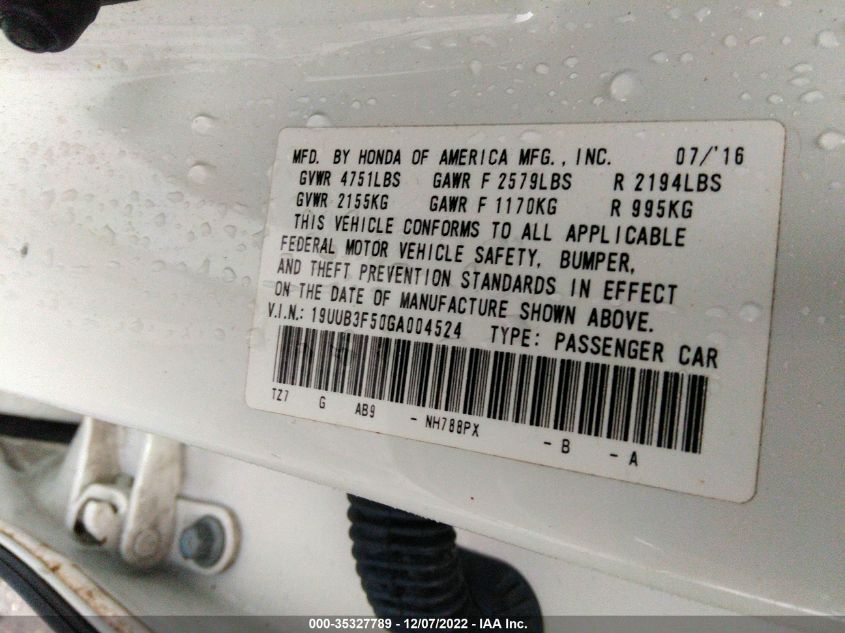 MFD. BY HONDA OF AMERICA MFG., INC. 07/'16
GVWR 4751LBS GAWR F 2579LBS R 2194LBS
GVWR 2155KG GAWR F 1170KG R 995KG
THIS VEHICLE CONFORMS TO ALL APPLICABLE
FEDERAL MOTOR VEHICLE SAFETY, BUMPER,
AND THEFT PREVENTION STANDARDS IN EFFECT
ON THE DATE OF MANUFACTURE SHOWN ABOVE.
V.I.N.: 19UUB3F50GA004524 TYPE: PASSENGER CAR
TZ7 G AB9 - NH788PX - B - A
000-35327789 - 12/07/2022 - IAA Inc.